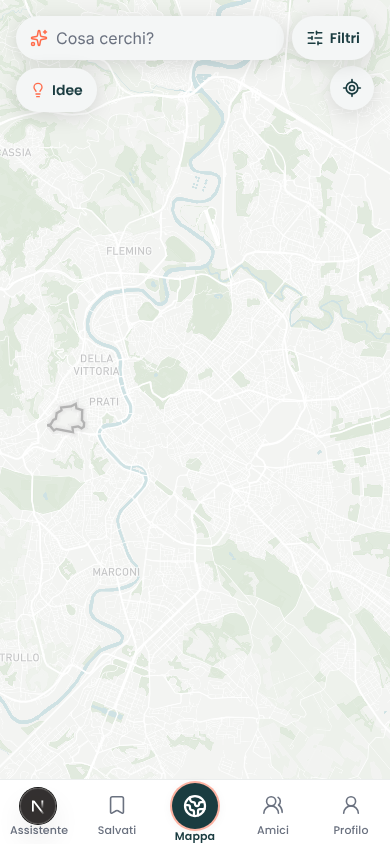 Cosa cerchi?
Filtri
Idee
ASSIA
FLEMING
DELLA
VITTORIA
PRATI
MARCONI
TRULLO
N
Assistente
Salvati
Mappa
Amici
Profilo